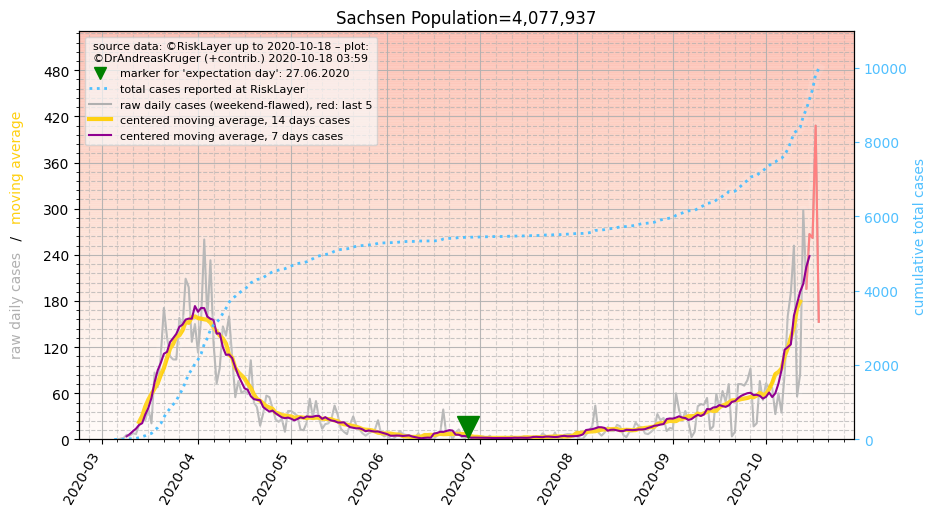 Sachsen Population=4,077,937
source data: ©RiskLayer up to 2020-10-18 – plot:
©DrAndreasKruger (+contrib.) 2020-10-18 03:59
marker for 'expectation day': 27.06.2020
total cases reported at RiskLayer
raw daily cases (weekend-flawed), red: last 5
centered moving average, 14 days cases
centered moving average, 7 days cases
raw daily cases / moving average
480
420
360
300
240
180
120
60
0
10000
8000
6000
4000
2000
0
cumulative total cases
2020-03
2020-04
2020-05
2020-06
2020-07
2020-08
2020-09
2020-10